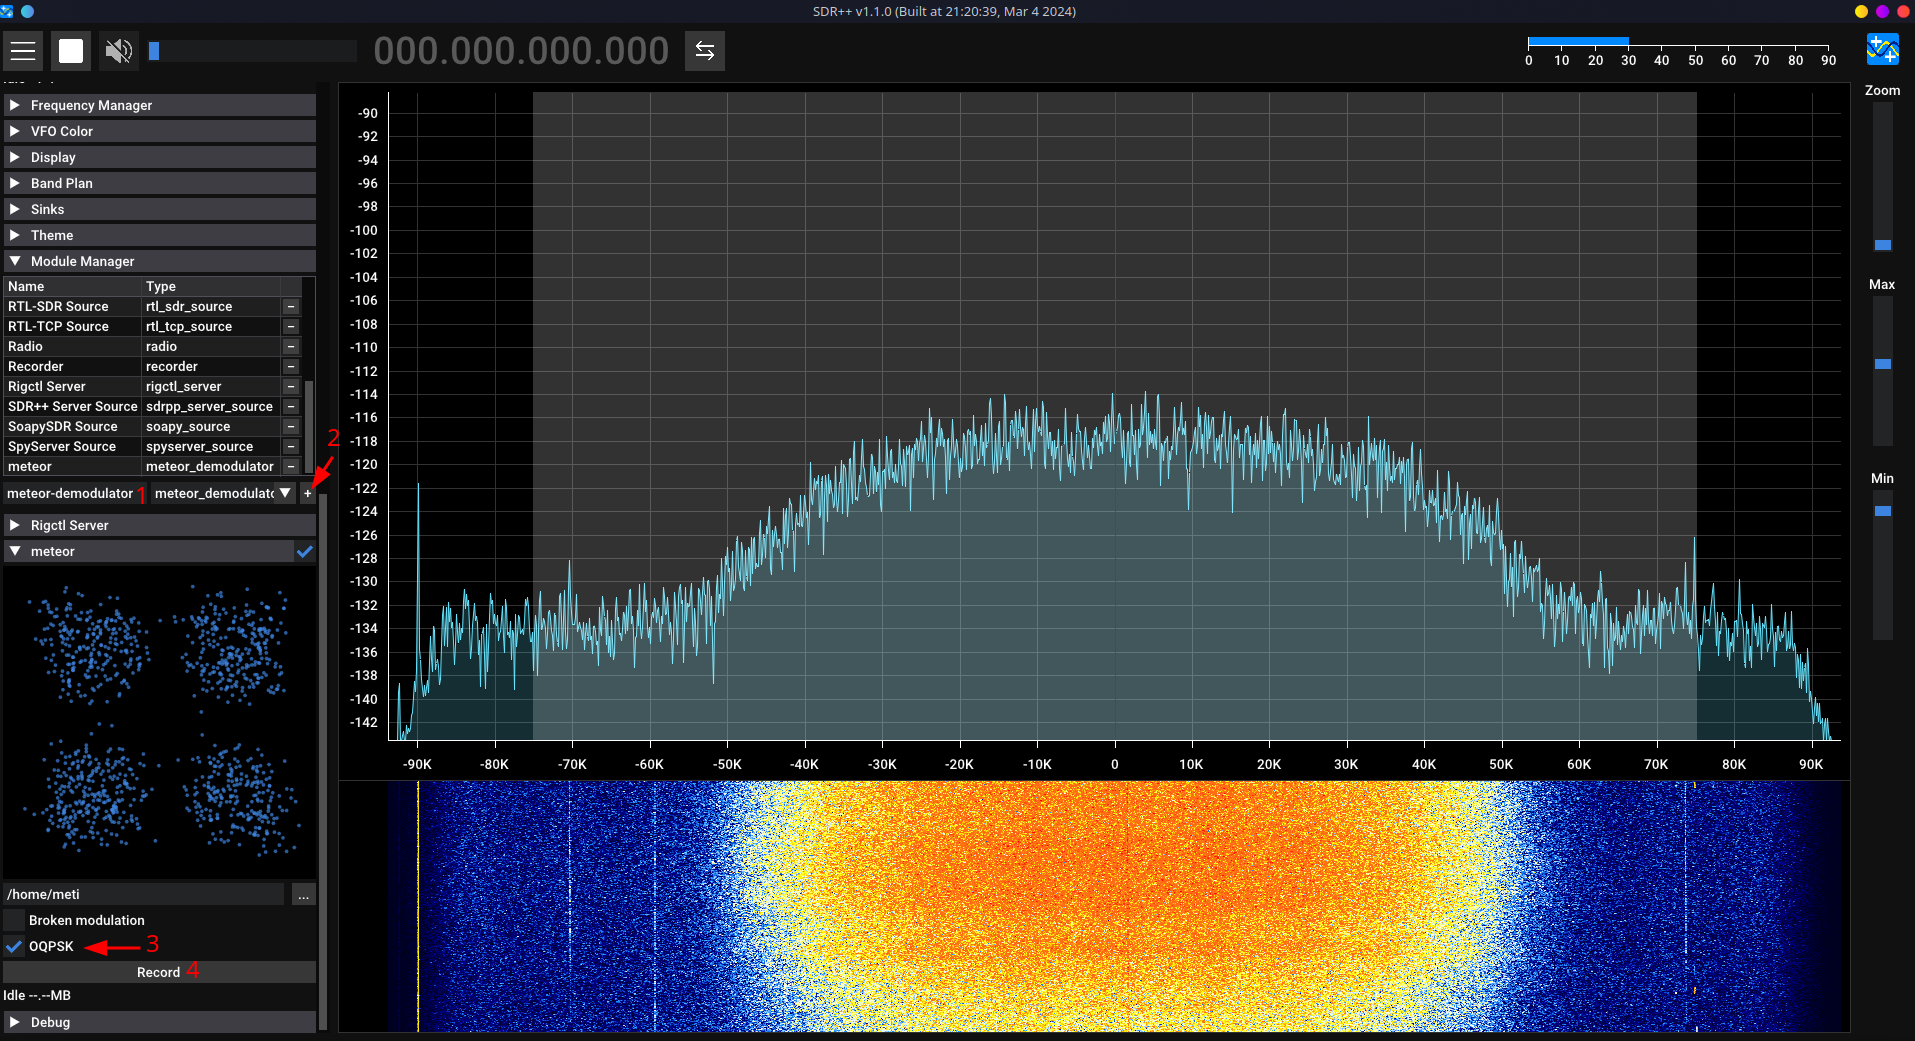 SDR++ v1.1.0 (Built at 21:20:39, Mar 4 2024)
000.000.000.000
0 10 20 30 40 50 60 70 80 90
Frequency Manager
VFO Color
Display
Band Plan
Sinks
Theme
Module Manager
Name Type
RTL-SDR Source rtl_sdr_source -
RTL-TCP Source rtl_tcp_source -
Radio radio -
Recorder recorder -
Rigctl Server rigctl_server -
SDR++ Server Source sdrpp_server_source -
SoapySDR Source soapy_source -
SpyServer Source spyserver_source -
meteor meteor_demodulator -
2
meteor-demodulator 1 meteor_demodulatc +
Rigctl Server
meteor
/home/meti ...
Broken modulation
OQPSK 3
Record 4
Idle --.--MB
Debug
-90
-92
-94
-96
-98
-100
-102
-104
-106
-108
-110
-112
-114
-116
-118
-120
-122
-124
-126
-128
-130
-132
-134
-136
-138
-140
-142
-90K -80K -70K -60K -50K -40K -30K -20K -10K 0 10K 20K 30K 40K 50K 60K 70K 80K 90K
Zoom
Max
Min